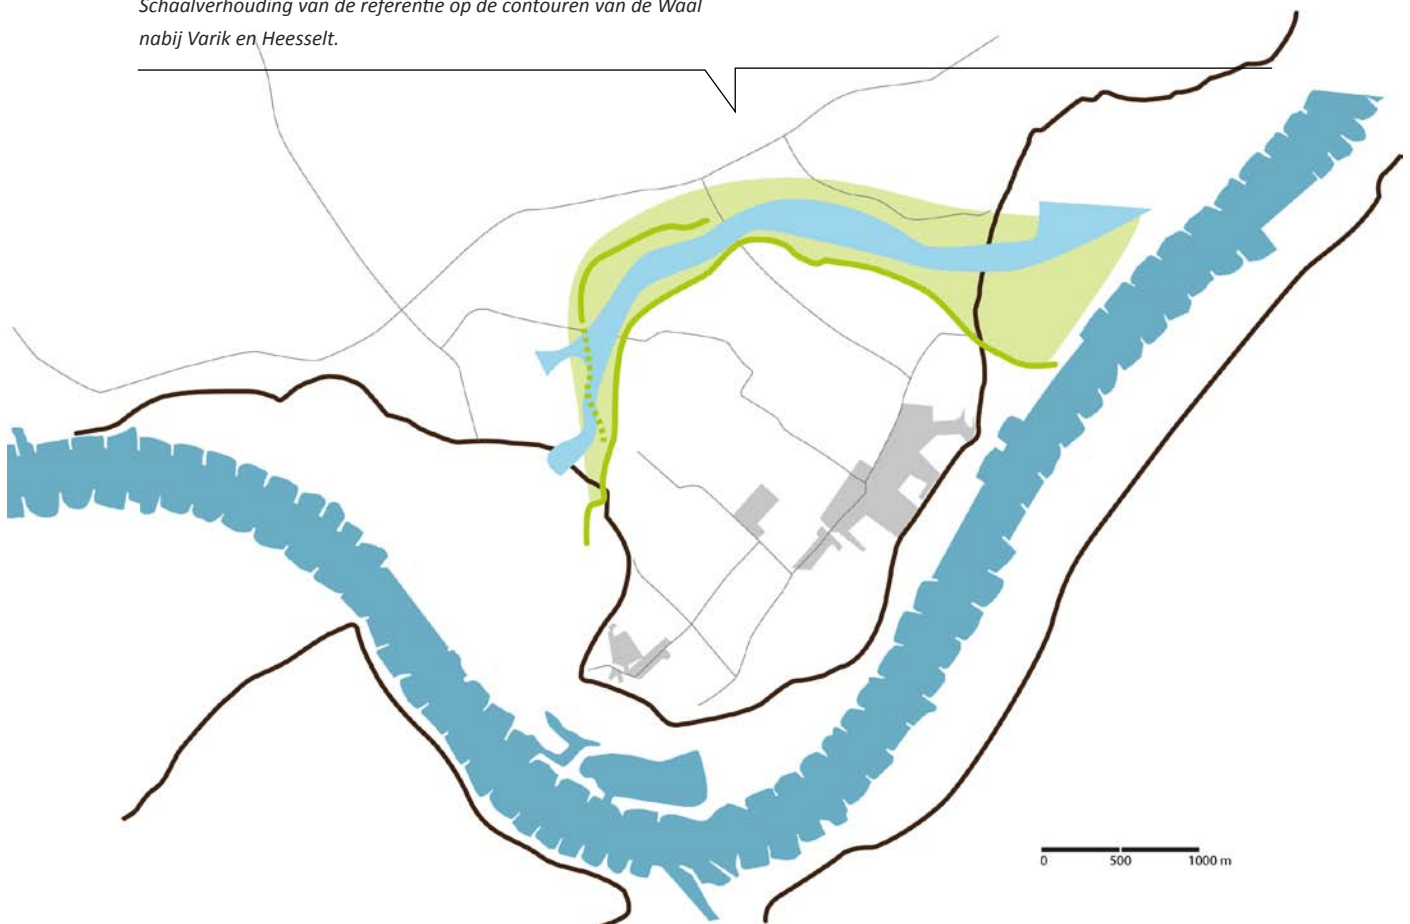 Schaalverhouding van de referentie op de contouren van de Waal
nabij Varik en Heesselt.
0 500 1000 m